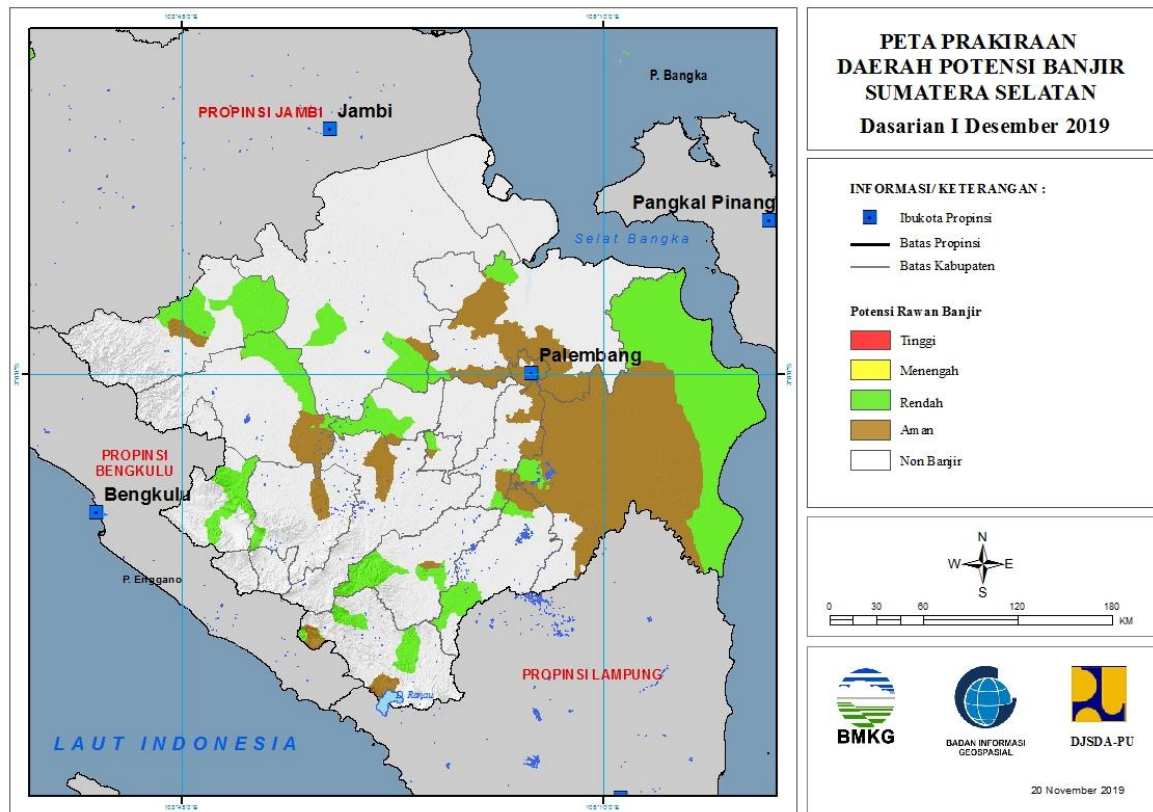 P. Bangka
PROPINSI JAMBI
Jambi
Pangkal Pinang
Selat Bangka
Palembang
PROPINSI
BENGKULU
Bengkulu
P. Enggano
PROPINSI LAMPUNG
D. Ranau
LAUT INDONESIA
PETA PRAKIRAAN
DAERAH POTENSI BANJIR
SUMATERA SELATAN
Dasarian I Desember 2019
INFORMASI/ KETERANGAN :
Ibukota Propinsi
Batas Propinsi
Batas Kabupaten
Potensi Rawan Banjir
Tinggi
Menengah
Rendah
Aman
Non Banjir
N
W E
S
0 30 60 120 180
KM
BMKG
BADAN INFORMASI
GEOSPASIAL
DJSDA-PU
20 November 2019